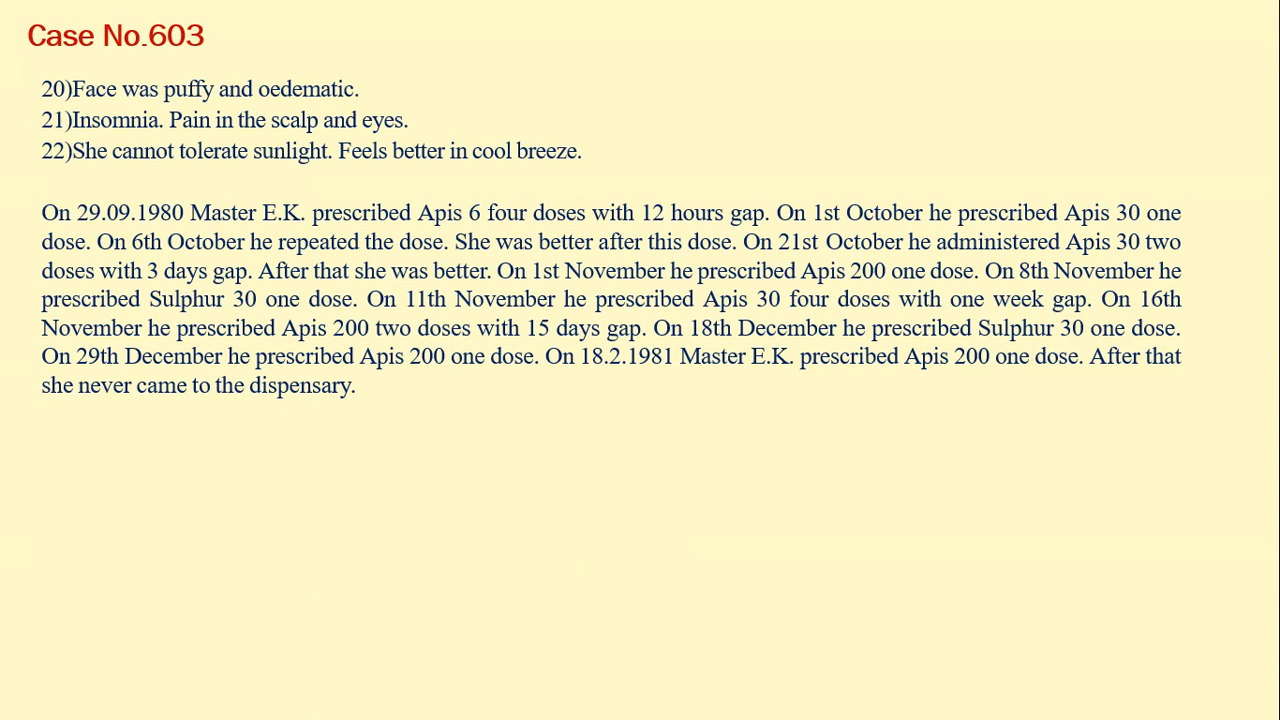 Case No.603
20)Face was puffy and oedematic.
21)Insomnia. Pain in the scalp and eyes.
22)She cannot tolerate sunlight. Feels better in cool breeze.
On 29.09.1980 Master E.K. prescribed Apis 6 four doses with 12 hours gap. On 1st October he prescribed Apis 30 one
dose. On 6th October he repeated the dose. She was better after this dose. On 21st October he administered Apis 30 two
doses with 3 days gap. After that she was better. On 1st November he prescribed Apis 200 one dose. On 8th November he
prescribed Sulphur 30 one dose. On 11th November he prescribed Apis 30 four doses with one week gap. On 16th
November he prescribed Apis 200 two doses with 15 days gap. On 18th December he prescribed Sulphur 30 one dose.
On 29th December he prescribed Apis 200 one dose. On 18.2.1981 Master E.K. prescribed Apis 200 one dose. After that
she never came to the dispensary.